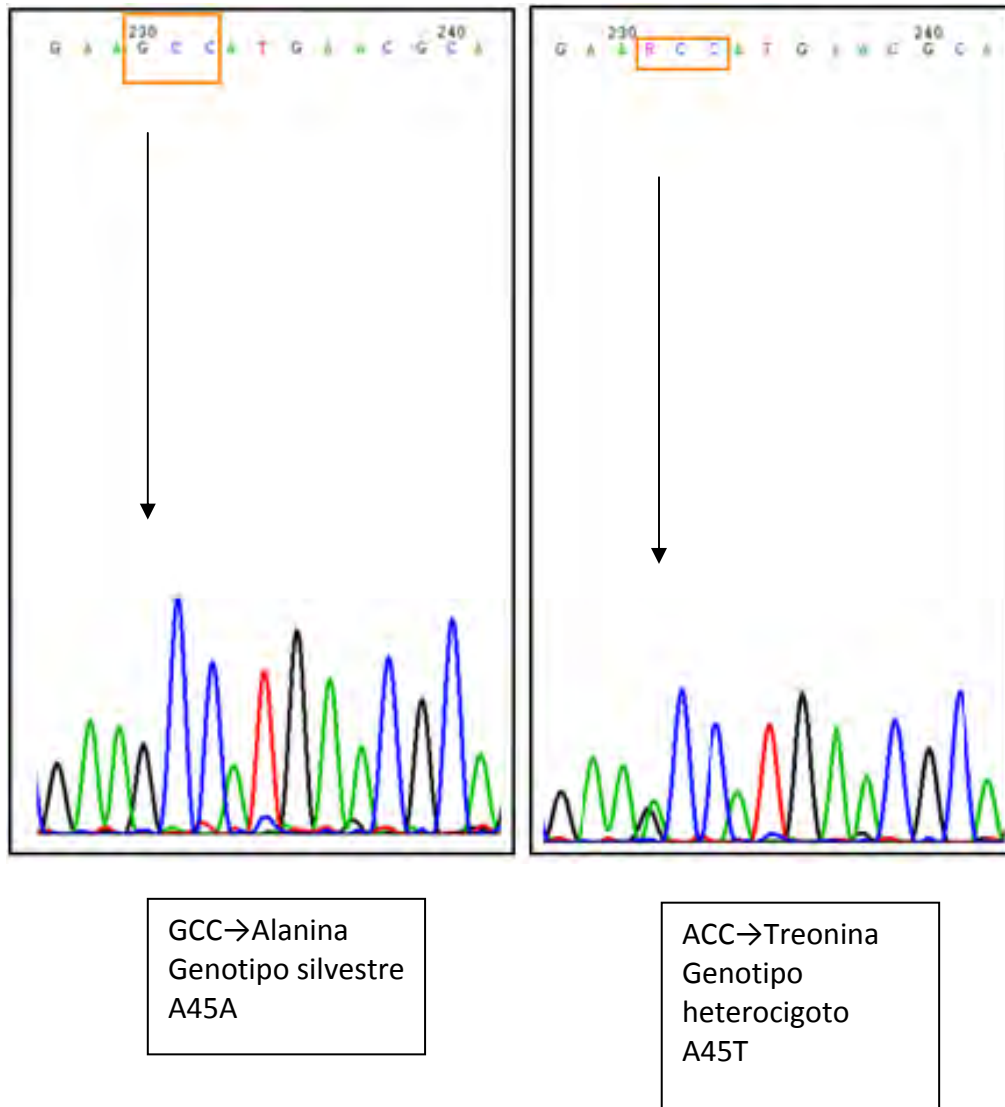 230 240
G A A G C C A T G A A C G C A
230 240
G A A R C C A T G A A C G C A
GCC→Alanina
Genotipo silvestre
A45A
ACC→Treonina
Genotipo
heterocigoto
A45T